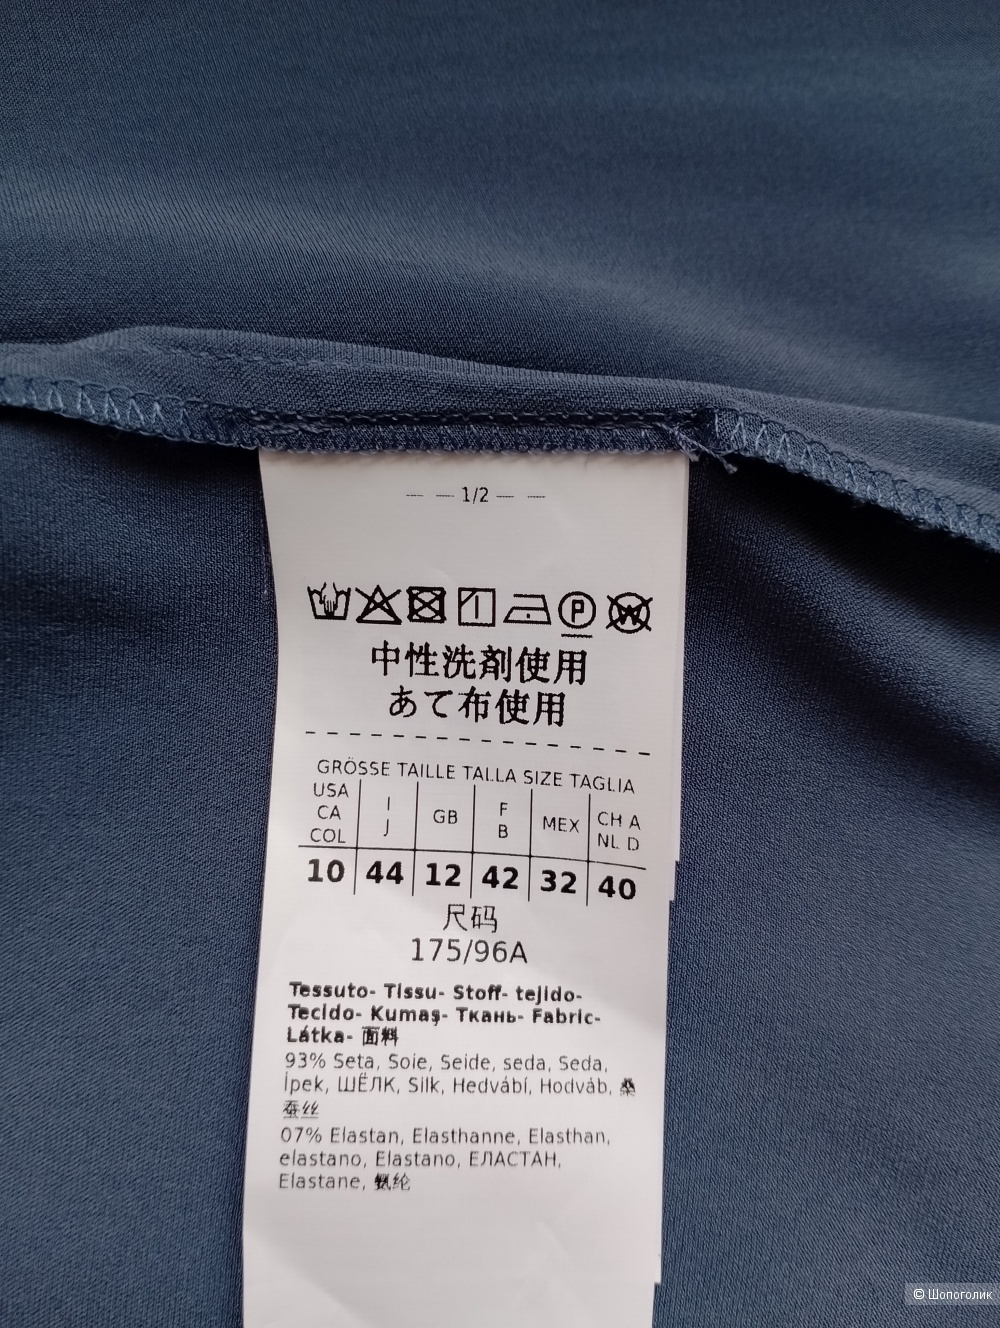 1/2
P W
中性洗剤使用
あて布使用
GRÖSSE TAILLE TALLA SIZE TAGLIA
USA CA COL
I J
GB
F B
MEX
CH A NL D
10 44 12 42 32 40
尺码
175/96A
Tessuto- Tissu- Stoff- tejido-
Tecido- Kumaş- Ткань- Fabric-
Látka- 面料
93% Seta, Soie, Seide, seda, Seda,
İpek, ШЁЛК, Silk, Hedvábí, Hodváb, 桑
蚕丝
07% Elastan, Elasthanne, Elasthan,
elastano, Elastano, ЕЛАСТАН,
Elastane, 氨纶
© Шопоголик